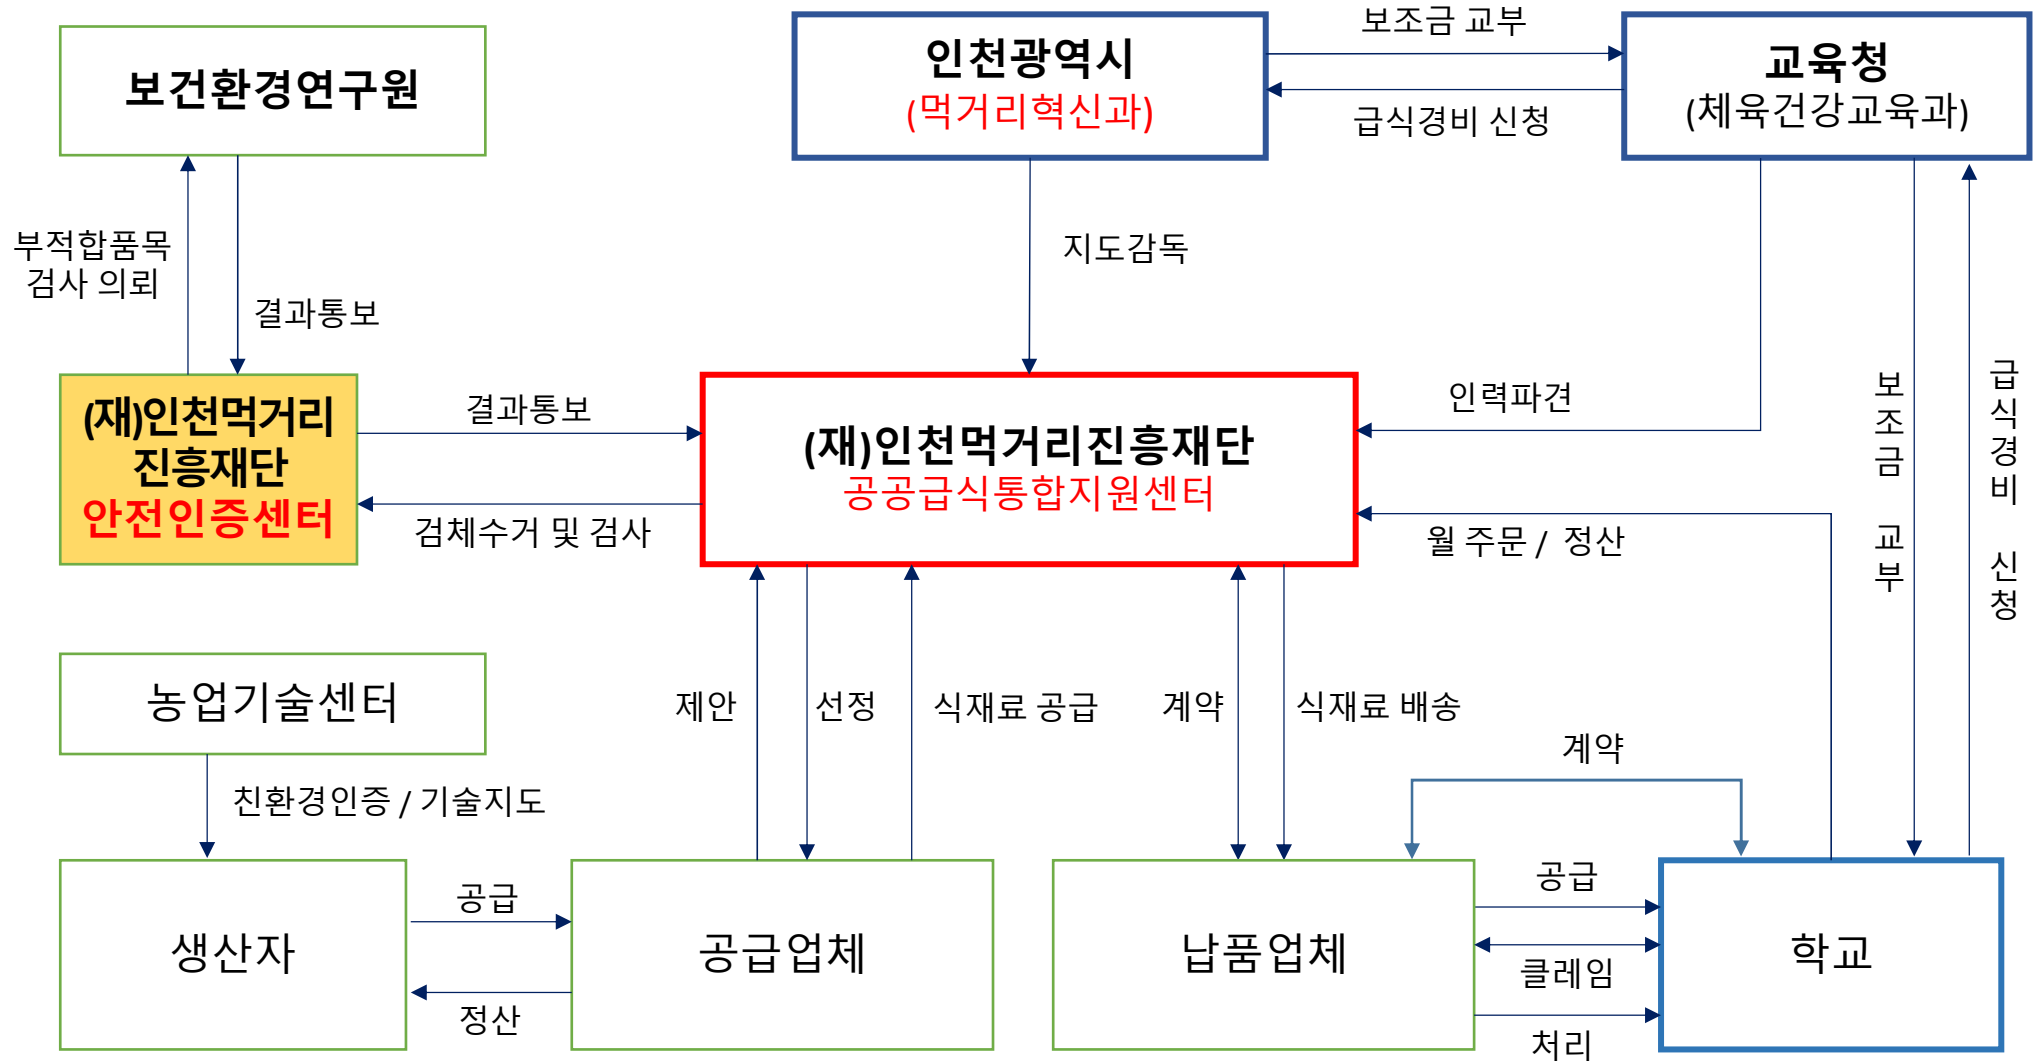 보건환경연구원
인천광역시
(먹거리혁신과)
보조금 교부
급식경비 신청
교육청
(체육건강교육과)
부적합품목
검사 의뢰
결과통보
지도감독
(재)인천먹거리
진흥재단
안전인증센터
결과통보
검체수거 및 검사
(재)인천먹거리진흥재단
공공급식통합지원센터
인력파견
월 주문 / 정산
보조금 교부
급식경비 신청
농업기술센터
친환경인증 / 기술지도
제안
선정
식재료 공급
계약
식재료 배송
계약
생산자
공급
정산
공급업체
납품업체
공급
클레임
처리
학교